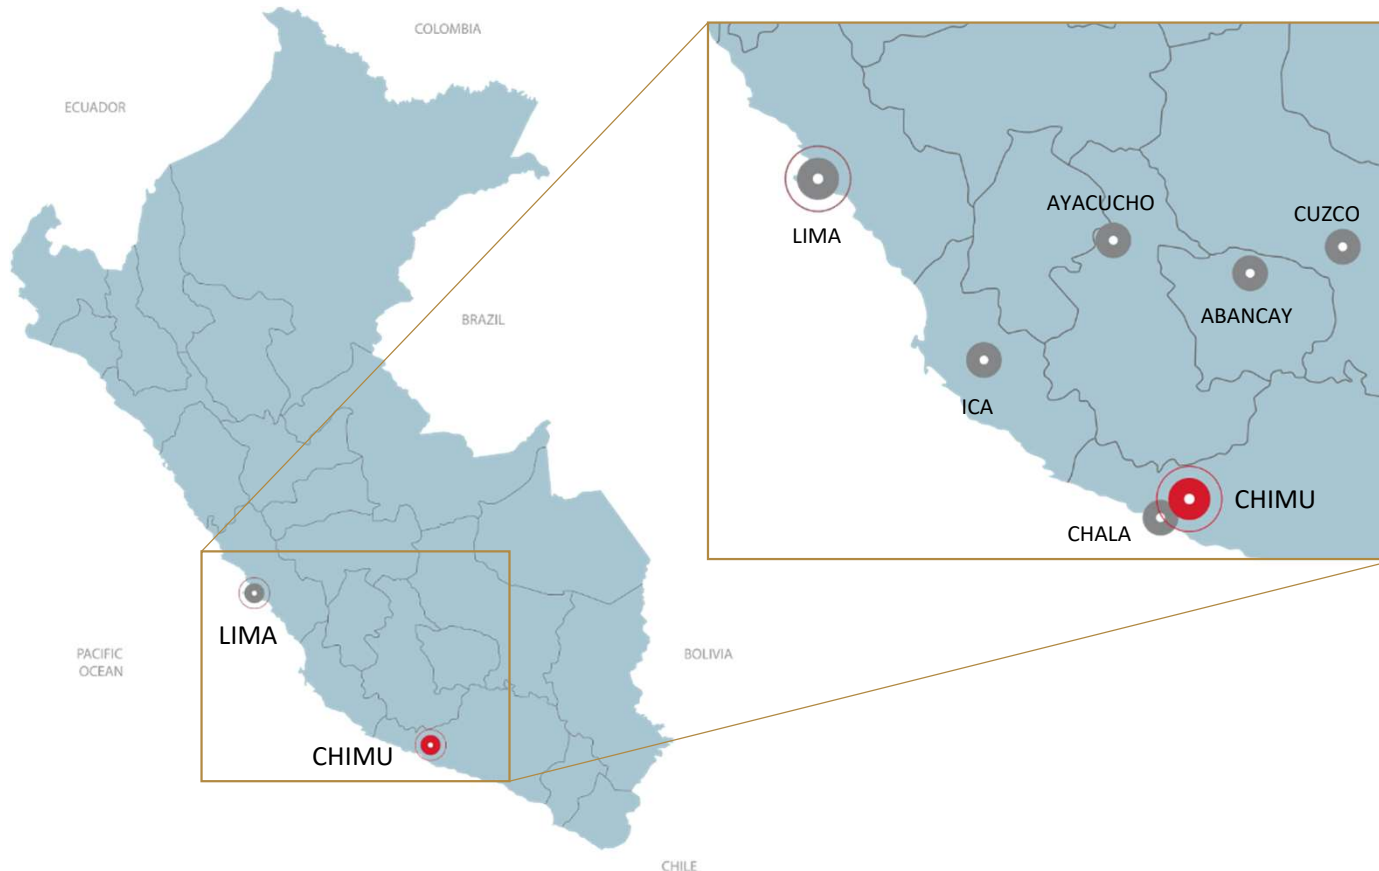 COLOMBIA
ECUADOR
BRAZIL
LIMA
PACIFIC
OCEAN
BOLIVIA
CHIMU
CHILE
AYACUCHO
CUZCO
LIMA
ABANCAY
ICA
CHIMU
CHALA